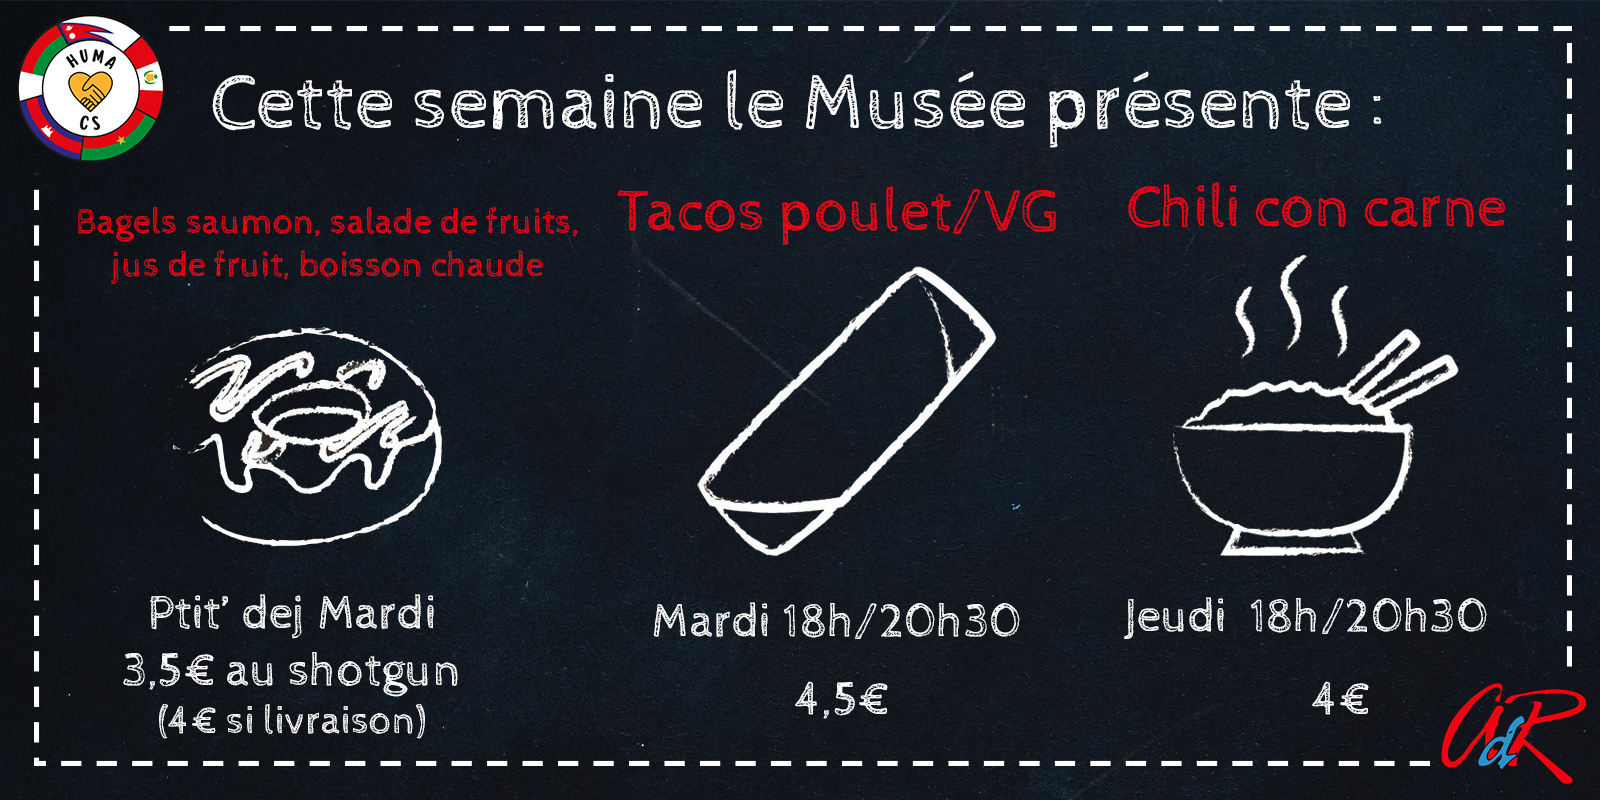 HUMA
CS
Cette semaine le Musée présente :
Bagels saumon, salade de fruits,
jus de fruit, boisson chaude
Ptit' dej Mardi
3,5€ au shotgun
(4€ si livraison)
Tacos poulet/VG
Mardi 18h/20h30
4,5€
Chili con carne
Jeudi 18h/20h30
4€
AdR